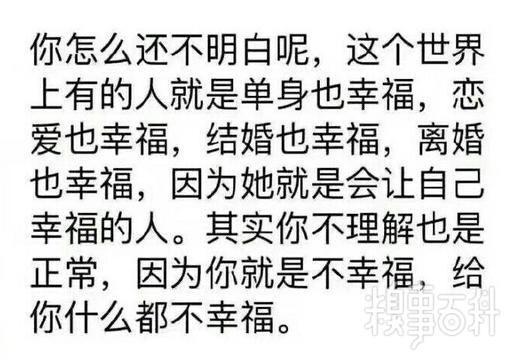 你怎么还不明白呢，这个世界
上有的人就是单身也幸福，恋
爱也幸福，结婚也幸福，离婚
也幸福，因为她就是会让自己
幸福的人。其实你不理解也是
正常，因为你就是不幸福，给
你什么都不幸福。
糗事百科